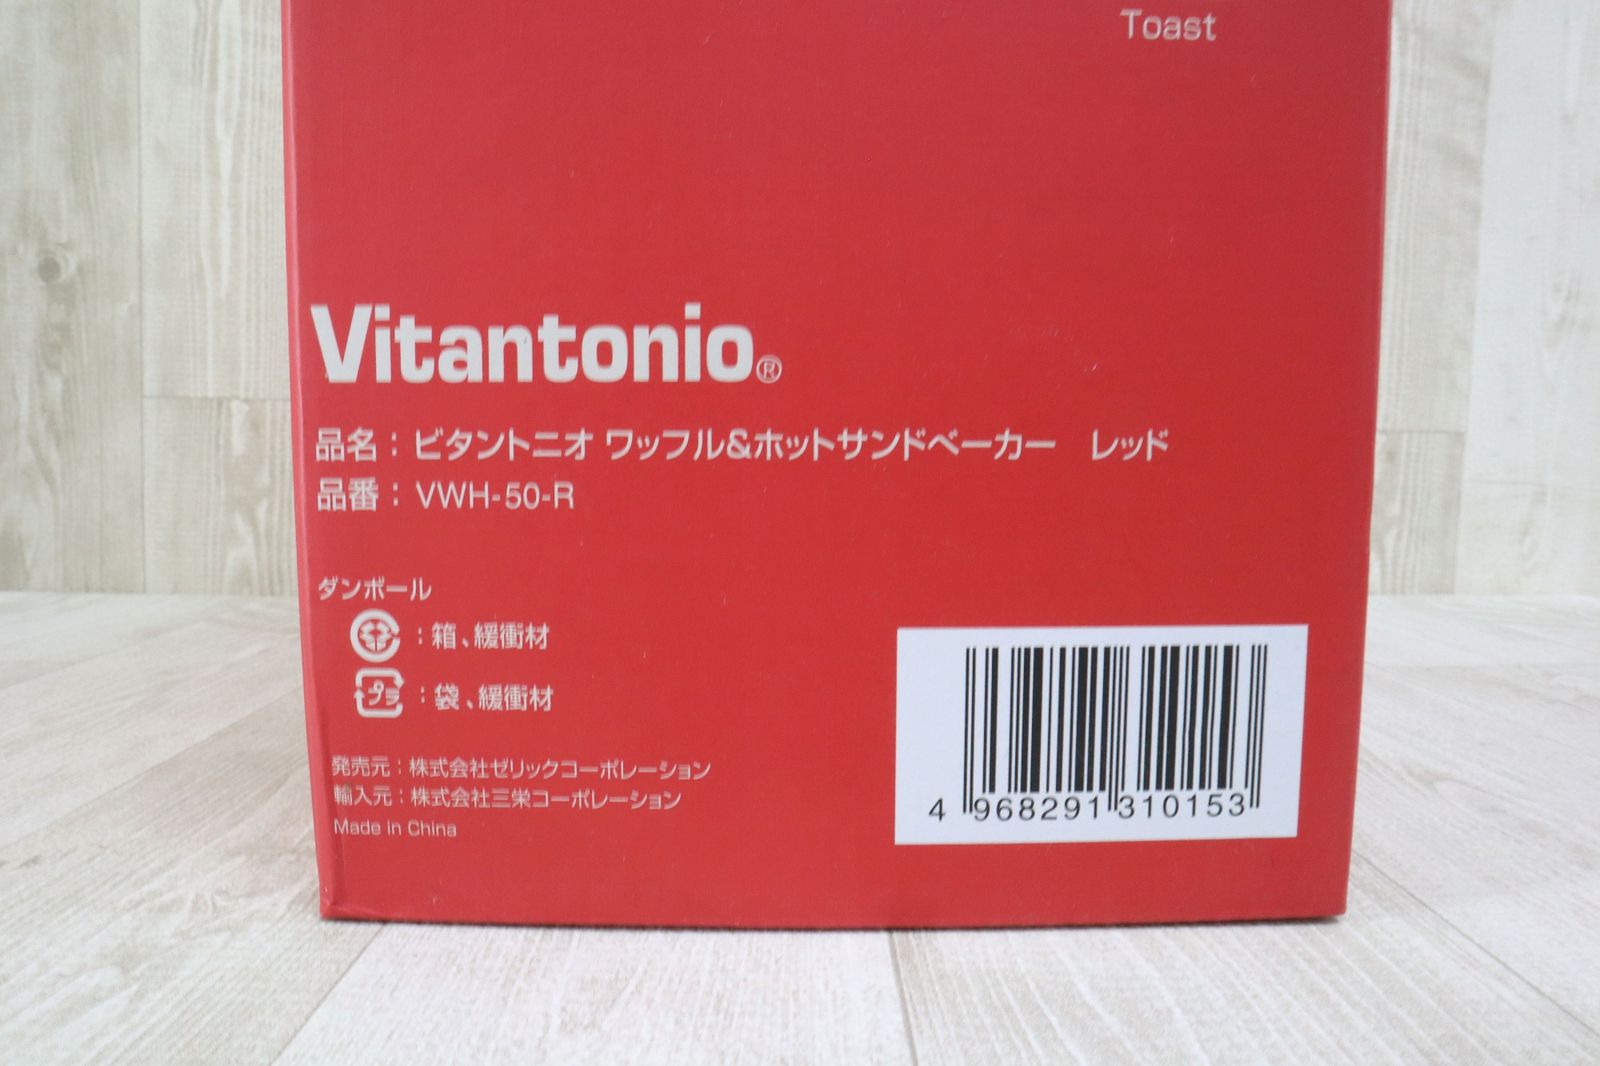 Toast
Vitantonio®
品名：ビタントニオ ワッフル&ホットサンドベーカー　レッド
品番：VWH-50-R
ダンボール
：箱、緩衝材
プラ：袋、緩衝材
発売元：株式会社ゼリックコーポレーション
輸入元：株式会社三栄コーポレーション
Made in China
4 968291 310153